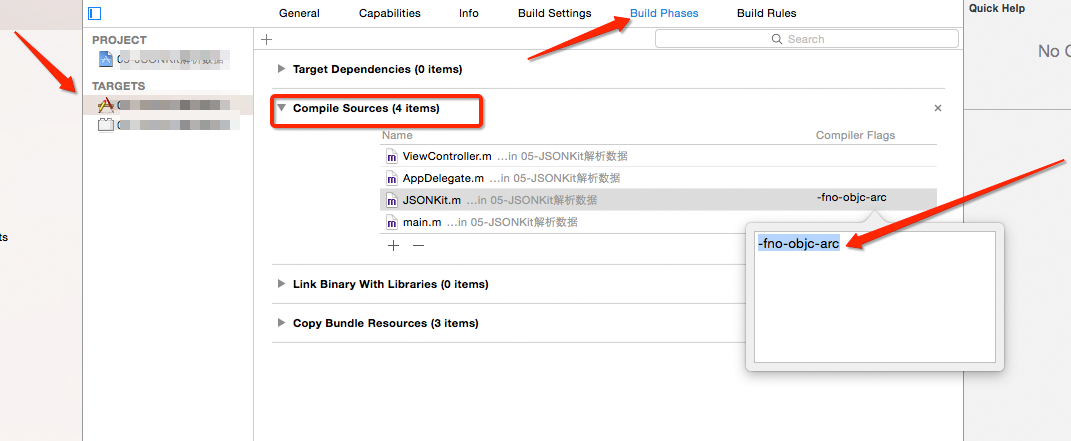 General Capabilities Info Build Settings Build Phases Build Rules
Quick Help
No
PROJECT
Search
05-JSONKit解析数据
Target Dependencies (0 items)
TARGETS
Compile Sources (4 items)
Name Compiler Flags
ViewController.m ...in 05-JSONKit解析数据
AppDelegate.m ...in 05-JSONKit解析数据
JSONKit.m ...in 05-JSONKit解析数据 -fno-objc-arc
main.m ...in 05-JSONKit解析数据
ts
-fno-objc-arc
Link Binary With Libraries (0 items)
Copy Bundle Resources (3 items)